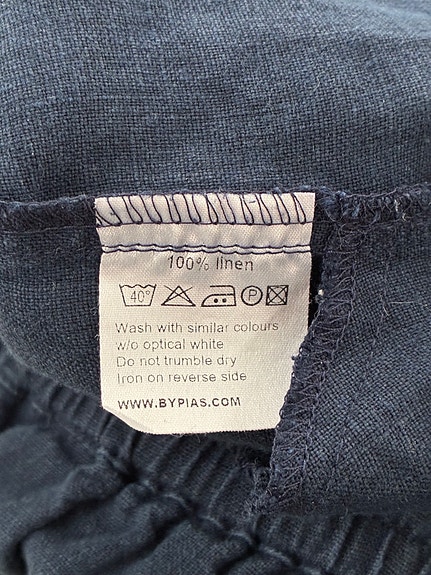 100% linen
40° P
Wash with similar colours
w/o optical white
Do not trumble dry
Iron on reverse side
WWW.BYPIAS.COM